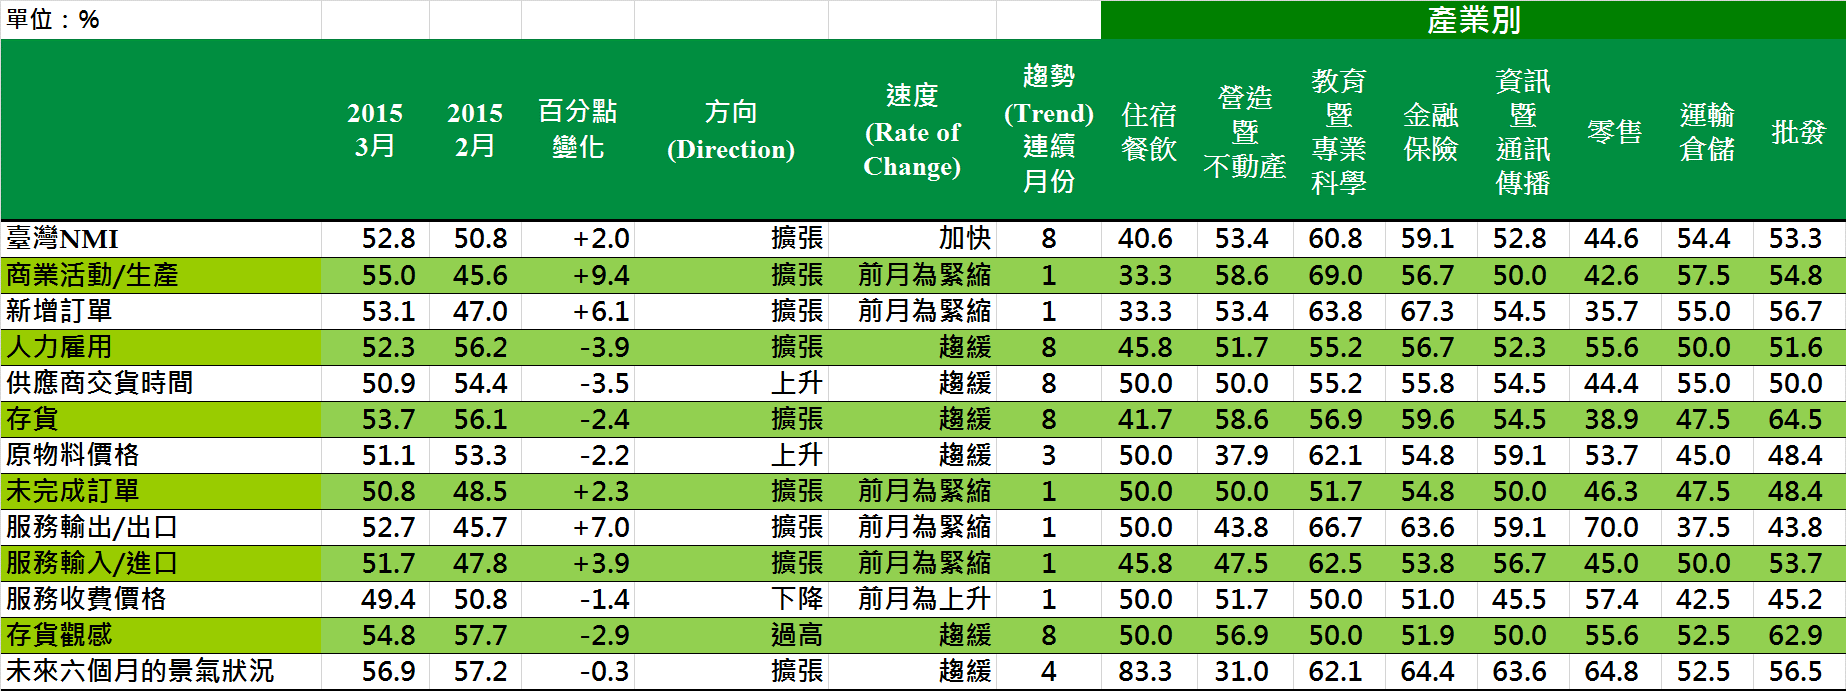 單位：% 產業別
2015 3月 2015 2月 百分點變化 方向 (Direction) 速度 (Rate of Change) 趨勢 (Trend) 連續月份 住宿餐飲 營造暨不動產 教育暨專業科學 金融保險 資訊暨通訊傳播 零售 運輸倉儲 批發
臺灣NMI 52.8 50.8 +2.0 擴張 加快 8 40.6 53.4 60.8 59.1 52.8 44.6 54.4 53.3
商業活動/生產 55.0 45.6 +9.4 擴張 前月為緊縮 1 33.3 58.6 69.0 56.7 50.0 42.6 57.5 54.8
新增訂單 53.1 47.0 +6.1 擴張 前月為緊縮 1 33.3 53.4 63.8 67.3 54.5 35.7 55.0 56.7
人力雇用 52.3 56.2 -3.9 擴張 趨緩 8 45.8 51.7 55.2 56.7 52.3 55.6 50.0 51.6
供應商交貨時間 50.9 54.4 -3.5 上升 趨緩 8 50.0 50.0 55.2 55.8 54.5 44.4 55.0 50.0
存貨 53.7 56.1 -2.4 擴張 趨緩 8 41.7 58.6 56.9 59.6 54.5 38.9 47.5 64.5
原物料價格 51.1 53.3 -2.2 上升 趨緩 3 50.0 37.9 62.1 54.8 59.1 53.7 45.0 48.4
未完成訂單 50.8 48.5 +2.3 擴張 前月為緊縮 1 50.0 50.0 51.7 54.8 50.0 46.3 47.5 48.4
服務輸出/出口 52.7 45.7 +7.0 擴張 前月為緊縮 1 50.0 43.8 66.7 63.6 59.1 70.0 37.5 43.8
服務輸入/進口 51.7 47.8 +3.9 擴張 前月為緊縮 1 45.8 47.5 62.5 53.8 56.7 45.0 50.0 53.7
服務收費價格 49.4 50.8 -1.4 下降 前月為上升 1 50.0 51.7 50.0 51.0 45.5 57.4 42.5 45.2
存貨觀感 54.8 57.7 -2.9 過高 趨緩 8 50.0 56.9 50.0 51.9 50.0 55.6 52.5 62.9
未來六個月的景氣狀況 56.9 57.2 -0.3 擴張 趨緩 4 83.3 31.0 62.1 64.4 63.6 64.8 52.5 56.5